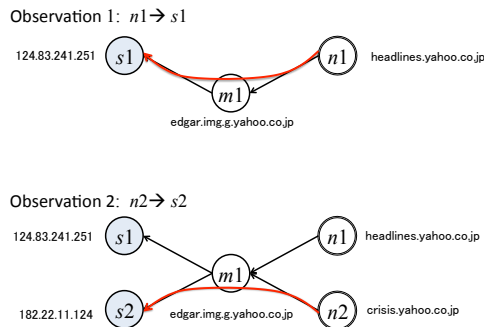 Observation 1: n1→ s1
124.83.241.251 s1 n1 headlines.yahoo.co.jp
m1
edgar.img.g.yahoo.co.jp
Observation 2: n2→ s2
124.83.241.251 s1 n1 headlines.yahoo.co.jp
m1
182.22.11.124 s2 edgar.img.g.yahoo.co.jp n2 crisis.yahoo.co.jp